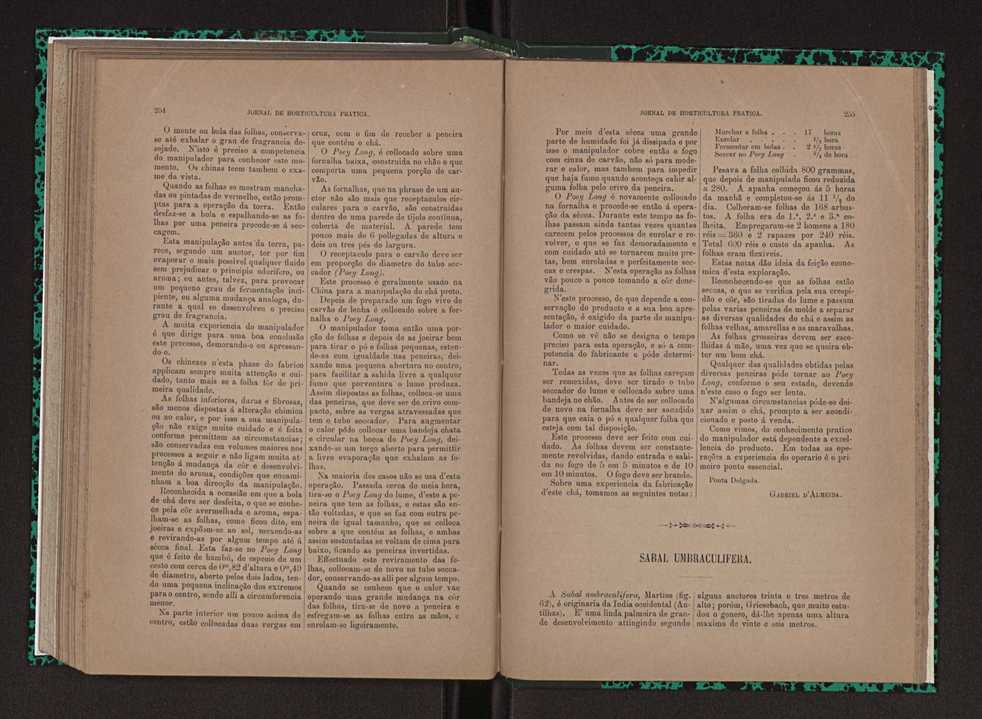 254
JORNAL DE HORTICULTURA PRATICA.
O monte ou bola das folhas, conserva-
se até exhalar o grau de fragrancia de-
sejado. N'isto é preciso a competencia
do manipulador para conhecer este mo-
mento. Os chinas teem tambem o exa-
me da vista.
Quando as folhas se mostram mancha-
das ou pintadas de vermelho, estão prom-
ptas para a operação da torra. Então
desfaz-se a bola e espalhando-se as fo-
lhas por uma peneira procede-se á sec-
cagem.
Esta manipulação antes da torra, pa-
rece, segundo um auctor, ter por fim
evaporar o mais possivel qualquer fluido
sem prejudicar o principio odorifero, ou
aroma; ou antes, talvez, para provocar
um pequeno grau de fermentação inci-
piente, ou alguma mudança analoga, du-
rante a qual se desenvolveu o preciso
grau de fragrancia.
A muita experiencia do manipulador
é que dirige para uma boa conclusão
este processo, demorando-o ou apressan-
do-o.
Os chinezes n'esta phase do fabrico
applicam sempre muita attenção e cui-
dado, tanto mais se a folha fôr de pri-
meira qualidade.
As folhas inferiores, duras e fibrosas,
são menos dispostas á alteração chimica
ou ao calor, e por isso a sua manipula-
ção não exige muito cuidado e é feita
conforme permittem as circumstancias;
são conservadas em volumes maiores nos
processos a seguir e não ligam muita at-
tenção á mudança da côr e desenvolvi-
mento do aroma, condições que encami-
nham a boa direcção da manipulação.
Reconhecida a occasião em que a bola
de chá deve ser desfeita, o que se conhe-
ce pela côr avermelhada e aroma, espa-
lham-se as folhas, como ficou dito, em
joeiras e expõem-se ao sol, mexendo-as
e revirando-as por algum tempo até á
sécca final. Esta faz-se no Poey Long
que é feito de bambú, de especie de um
cesto com cerca de 0m,82 d'altura e 0m,49
de diametro, aberto pelos dois lados, ten-
do uma pequena inclinação dos extremos
para o centro, sendo alli a circumferencia
menor.
Na parte inferior um pouco acima do
centro, estão collocadas duas vergas em
cruz, com o fim de receber a peneira
que contém o chá.
O Poey Long, é collocado sobre uma
fornalha baixa, construida no chão e que
comporta uma pequena porção de car-
vão.
As fornalhas, que na phrase de um au-
ctor não são mais que receptaculos cir-
culares para o carvão, são construidas
dentro de uma parede de tijolo continua,
coberta de material. A parede tem
pouco mais de 6 pollegadas de altura e
dois ou tres pés de largura.
O receptaculo para o carvão deve ser
em proporção do diametro do tubo sec-
cador (Poey Long).
Este processo é geralmente usado na
China para a manipulação do chá preto.
Depois de preparado um fogo vivo de
carvão de lenha é collocado sobre a for-
nalha o Poey Long.
O manipulador toma então uma por-
ção de folhas e depois de as joeirar bem
para tirar o pó e folhas pequenas, esten-
de-as com igualdade nas peneiras, dei-
xando uma pequena abertura no centro,
para facilitar a sahida livre a qualquer
fumo que porventura o lume produza.
Assim dispostas as folhas, colloca-se uma
das peneiras, que deve ser de crivo com-
pacto, sobre as vergas atravessadas que
tem o tubo seccador. Para augmentar
o calor póde collocar uma bandeja chata
e circular na bocca do Poey Long, dei-
xando-se um terço aberto para permittir
a livre evaporação que exhalam as fo-
lhas.
Na maioria dos casos não se usa d'esta
operação. Passada cerca de meia hora,
tira-se o Poey Long do lume, d'este a pe-
neira que tem as folhas, e estas são en-
tão voltadas, o que se faz com outra pe-
neira de igual tamanho, que se colloca
sobre a que contém as folhas, e ambas
assim sustentadas se voltam de cima para
baixo, ficando as peneiras invertidas.
Effectuado este reviramento das fo-
lhas, collocam-se de novo no tubo secca-
dor, conservando-as alli por algum tempo.
Quando se conhece que o calor vae
operando uma grande mudança na côr
das folhas, tira-se de novo a peneira e
esfregam-se as folhas entre as mãos, e
enrolam-se ligeiramente.
JORNAL DE HORTICULTURA PRATICA.
255
Por meio d'esta sécca uma grande
parte de humidade foi já dissipada e por
isso o manipulador cobre então o fogo
com cinza de carvão, não só para mode-
rar o calor, mas tambem para impedir
que haja fumo quando aconteça cahir al-
guma folha pelo crivo da peneira.
O Poey Long é novamente collocado
na fornalha e procede-se então á opera-
ção da sécca. Durante este tempo as fo-
lhas passam ainda tantas vezes quantas
carecem pelos processos de enrolar e re-
volver, o que se faz demoradamente e
com cuidado até se tornarem muito pre-
tas, bem enroladas e perfeitamente sec-
cas e crespas. N'esta operação as folhas
vão pouco a pouco tomando a côr dene-
grida.
N'este processo, de que depende a con-
servação do producto e a sua boa apre-
sentação, é exigido da parte do manipu-
lador o maior cuidado.
Como se vê não se designa o tempo
preciso para esta operação, e só a com-
petencia do fabricante o póde determi-
nar.
Todas as vezes que as folhas careçam
ser remexidas, deve ser tirado o tubo
seccador do lume e collocado sobre uma
bandeja no chão. Antes de ser collocado
de novo na fornalha deve ser sacudido
para que caia o pó e qualquer folha que
esteja com tal disposição.
Este processo deve ser feito com cui-
dado. As folhas devem ser constante-
mente revolvidas, dando entrada e sahi-
da no fogo de 5 em 5 minutos e de 10
em 10 minutos. O fogo deve ser brando.
Sobre uma experiencia da fabricação
d'este chá, tomamos as seguintes notas:
Murchar a folha . . . 17 horas
Enrolar . . . . . 1/2 hora
Fermentar em bolas . . 2 1/2 horas
Seccar no Poey Long . 3/4 de hora
Pesava a folha colhida 800 grammas,
que depois de manipulada ficou reduzida
a 280. A apanha começou ás 5 horas
da manhã e completou-se ás 11 1/4 do
dia. Colheram-se folhas de 168 arbus-
tos. A folha era de 1.ª, 2.ª e 3.ª co-
lheita. Empregaram-se 2 homens a 180
réis = 360 e 2 rapazes por 240 réis.
Total 600 réis o custo da apanha. As
folhas eram flexiveis.
Estas notas dão ideia da feição econo-
mica d'esta exploração.
Reconhecendo-se que as folhas estão
seccas, o que se verifica pela sua crespi-
dão e côr, são tiradas do lume e passam
pelas varias peneiras de molde a separar
as diversas qualidades do chá e assim as
folhas velhas, amarellas e as maravalhas.
As folhas grosseiras devem ser esco-
lhidas á mão, uma vez que se queira ob-
ter um bom chá.
Qualquer das qualidades obtidas pelas
diversas peneiras póde tornar ao Poey
Long, conforme o seu estado, devendo
n'este caso o fogo ser lento.
N'algumas circumstancias póde-se dei-
xar assim o chá, prompto a ser acondi-
cionado e posto á venda.
Como vimos, do conhecimento pratico
do manipulador está dependente a excel-
lencia do producto. Em todas as ope-
rações a experiencia do operario é o pri-
meiro ponto essencial.
Ponta Delgada.
GABRIEL D'ALMEIDA.
SABAL UMBRACULIFERA.
A Sabal umbraculifera, Martius (fig.
62), é originaria da India occidental (An-
tilhas). É uma linda palmeira de gran-
de desenvolvimento attingindo segundo
alguns auctores trinta e tres metros de
alto; porém, Griesebach, que muito estu-
dou o genero, dá-lhe apenas uma altura
maxima de vinte e seis metros.